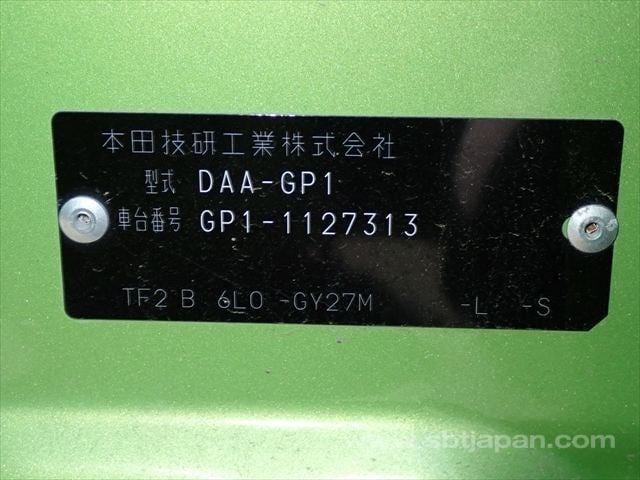 本田技研工業株式会社
型式 DAA-GP1
車台番号 GP1-1127313
TF2 B 6L0 -GY27M -L -S
sbtjapan.com